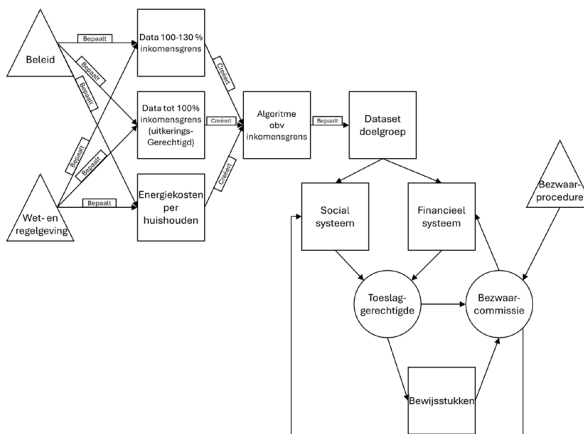 Beleid
Bepaalt
Bepaalt
Bepaalt
Data 100-130 %
inkomensgrens
Creëert
Data tot 100%
inkomensgrens
(uitkerings-
Gerechtigd)
Creëert
Algoritme
obv
inkomensgrens
Bepaalt
Dataset
doelgroep
Wet- en
regelgeving
Bepaalt
Bepaalt
Bepaalt
Energiekosten
per
huishouden
Creëert
Social
systeem
Financieel
systeem
Bezwaar-
procedure
Toeslag-
gerechtigde
Bezwaar-
commissie
Bewijsstukken